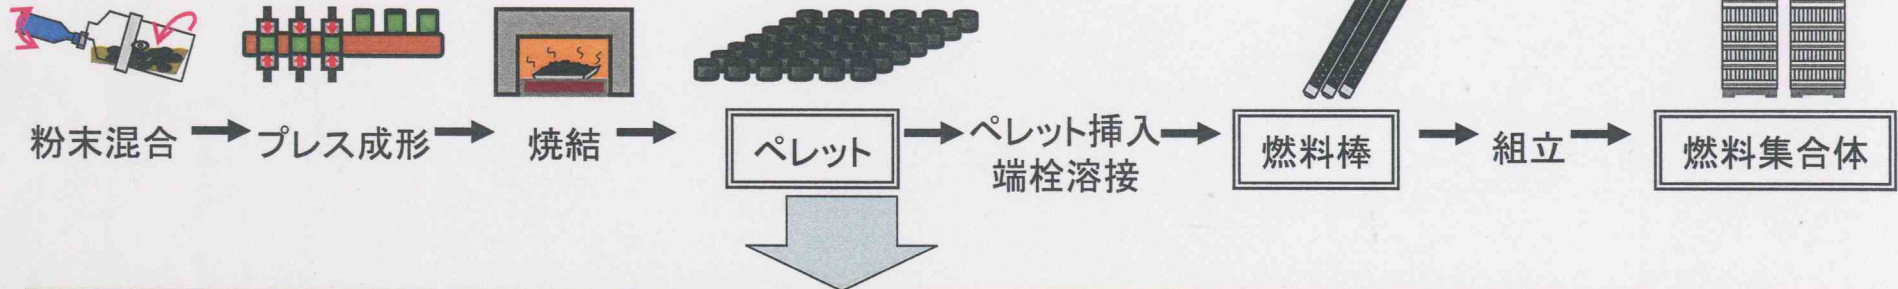 粉末混合
プレス成形
焼結
ペレット
ペレット挿入
端栓溶接
燃料棒
組立
燃料集合体